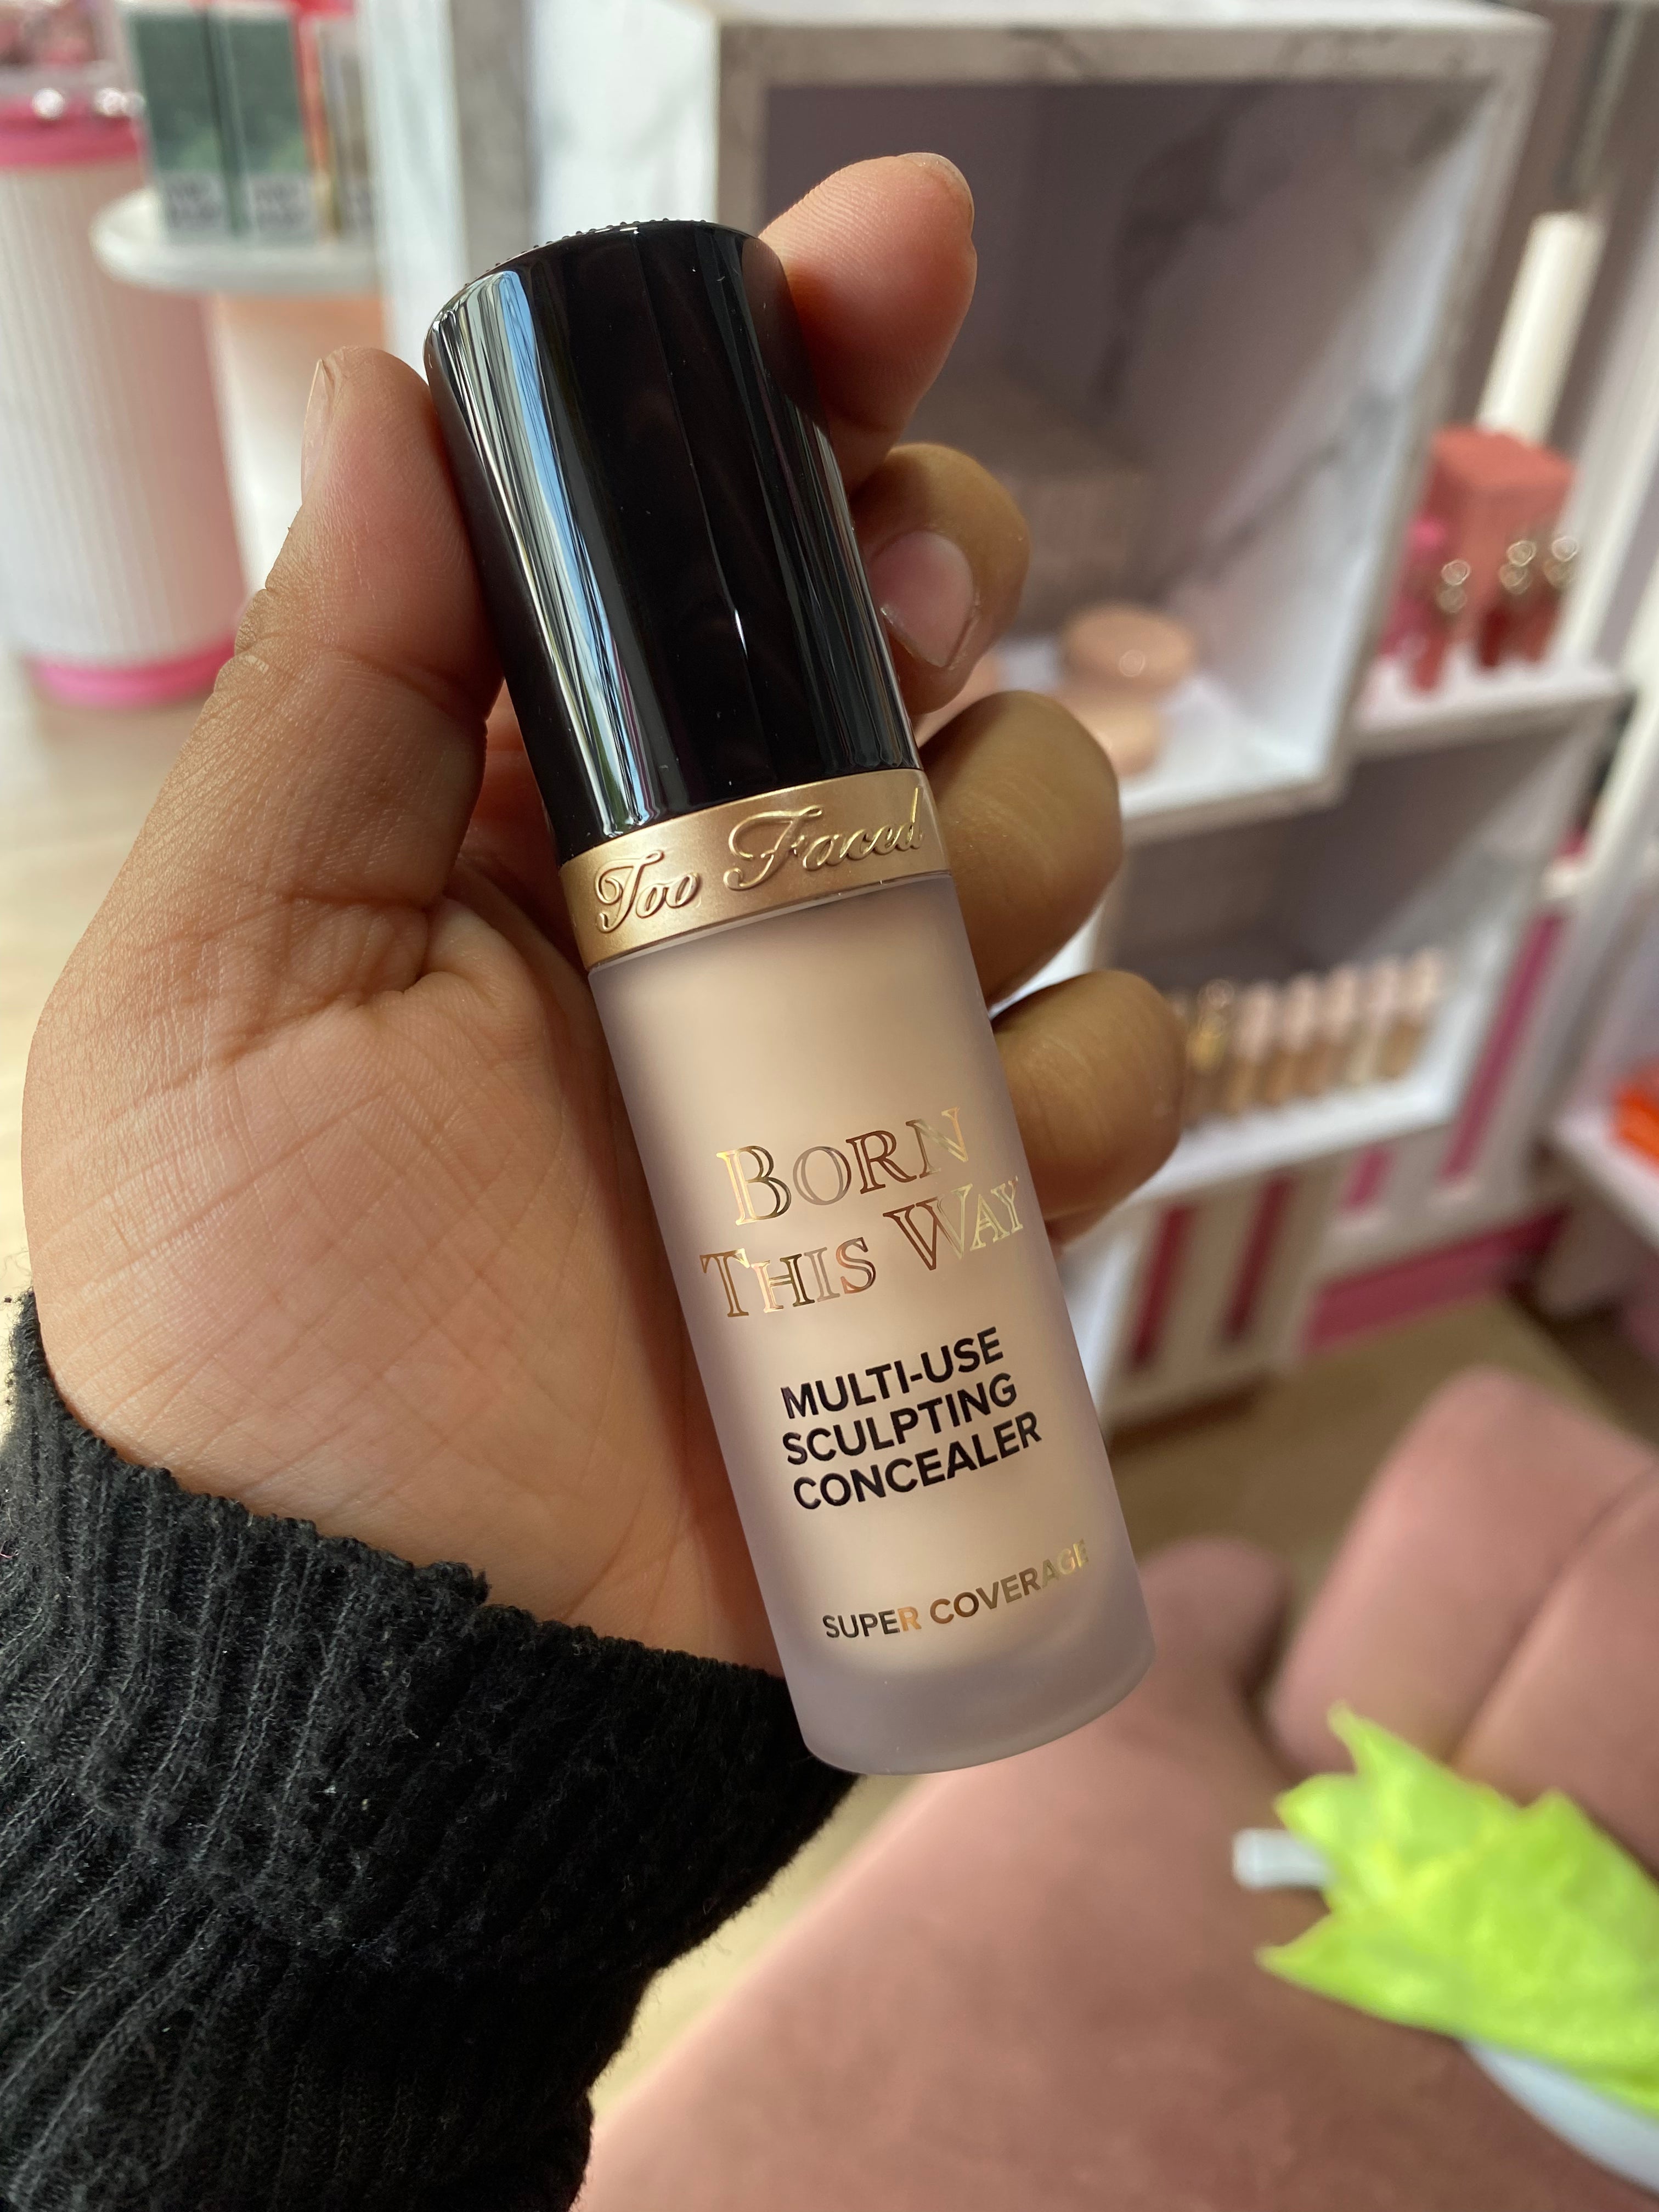 Too Faced
BORN
THIS WAY
MULTI-USE
SCULPTING
CONCEALER
SUPER COVERAGE